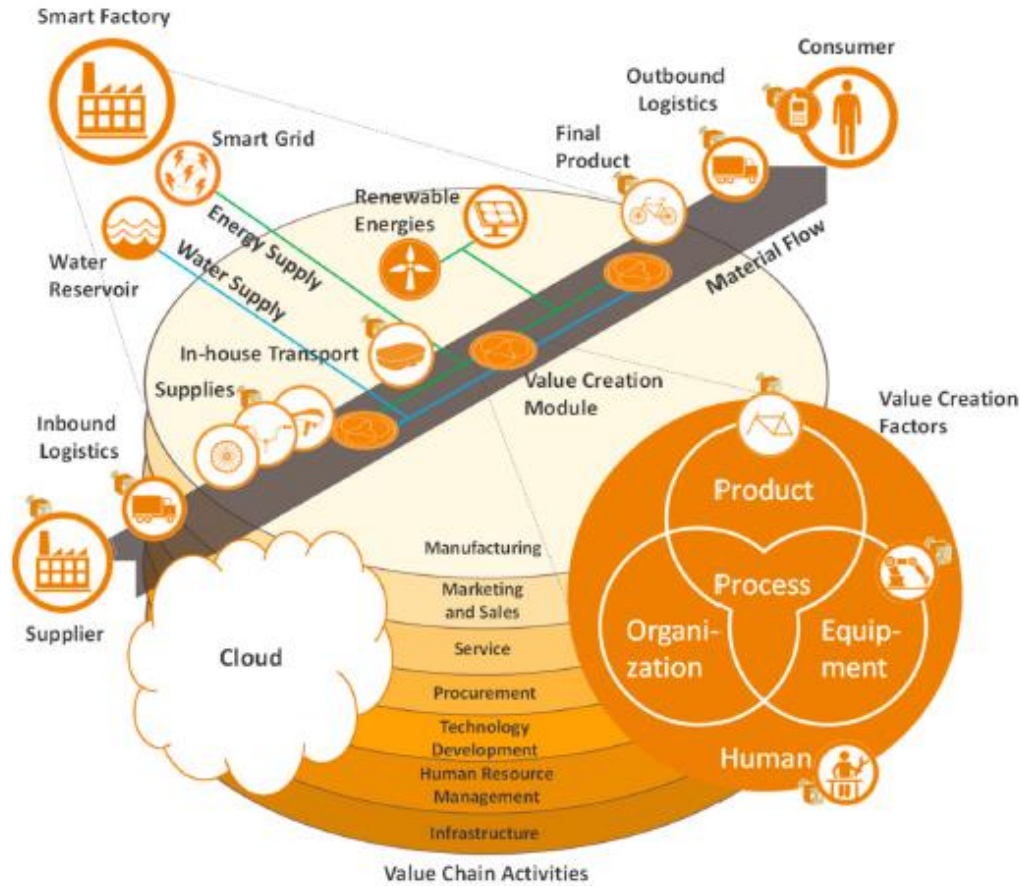 Smart Factory
Consumer
Outbound
Logistics
Smart Grid
Final
Product
Renewable
Energies
Energy Supply
Water
Reservoir
Water Supply
Material Flow
In-house Transport
Supplies
Value Creation
Module
Inbound
Logistics
Value Creation
Factors
Product
Process
Organi-
zation
Equip-
ment
Human
Supplier
Cloud
Manufacturing
Marketing
and Sales
Service
Procurement
Technology
Development
Human Resource
Management
Infrastructure
Value Chain Activities